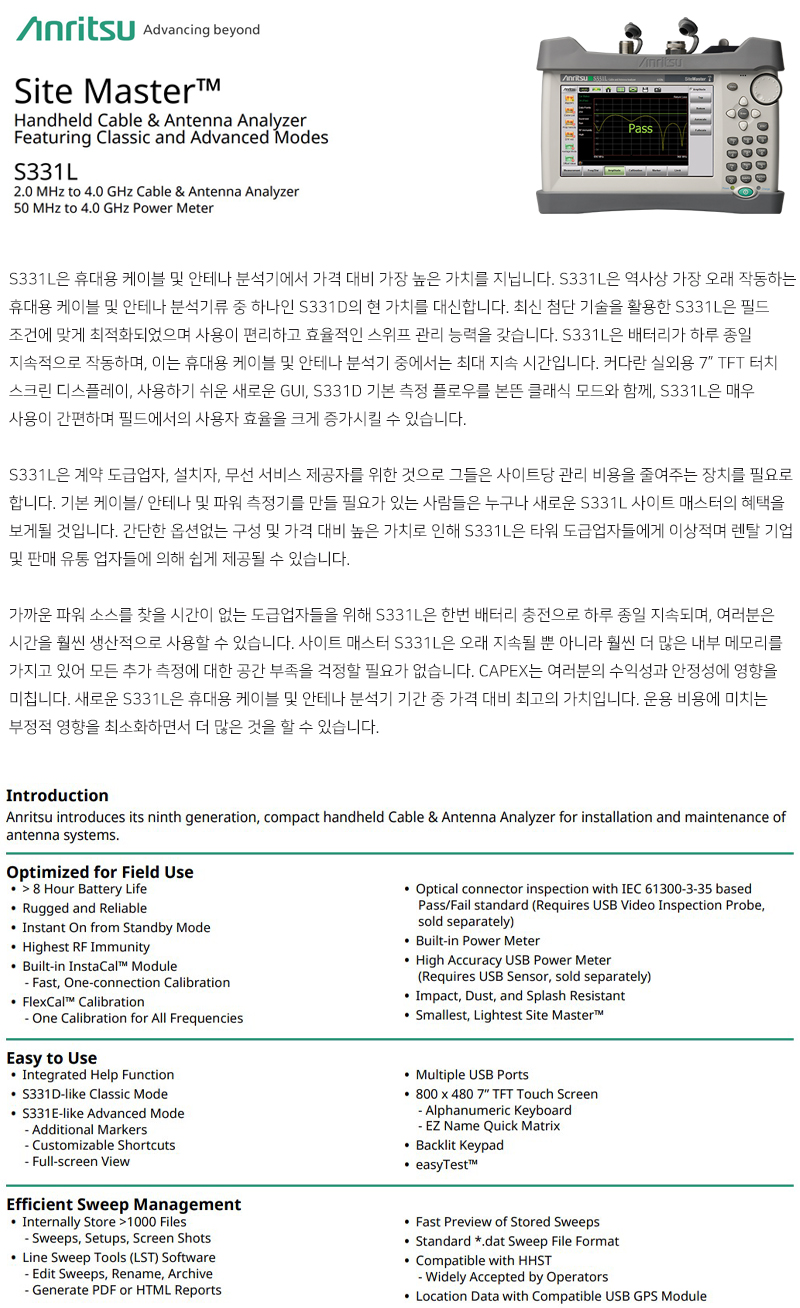 Anritsu Advancing beyond
Site Master™
Handheld Cable & Antenna Analyzer
Featuring Classic and Advanced Modes
S331L
2.0 MHz to 4.0 GHz Cable & Antenna Analyzer
50 MHz to 4.0 GHz Power Meter
Anritsu
Anritsu S331L
SiteMaster
Pass
S331L은 휴대용 케이블 및 안테나 분석기에서 가격 대비 가장 높은 가치를 지닙니다. S331L은 역사상 가장 오래 작동하는
휴대용 케이블 및 안테나 분석기류 중 하나인 S331D의 현 가치를 대신합니다. 최신 첨단 기술을 활용한 S331L은 필드
조건에 맞게 최적화되었으며 사용이 편리하고 효율적인 스위프 관리 능력을 갖습니다. S331L은 배터리가 하루 종일
지속적으로 작동하며, 이는 휴대용 케이블 및 안테나 분석기 중에서는 최대 지속 시간입니다. 커다란 실외용 7” TFT 터치
스크린 디스플레이, 사용하기 쉬운 새로운 GUI, S331D 기본 측정 플로우를 본뜬 클래식 모드와 함께, S331L은 매우
사용이 간편하며 필드에서의 사용자 효율을 크게 증가시킬 수 있습니다.
S331L은 계약 도급업자, 설치자, 무선 서비스 제공자를 위한 것으로 그들은 사이트당 관리 비용을 줄여주는 장치를 필요로
합니다. 기본 케이블/ 안테나 및 파워 측정기를 만들 필요가 있는 사람들은 누구나 새로운 S331L 사이트 매스터의 혜택을
보게될 것입니다. 간단한 옵션없는 구성 및 가격 대비 높은 가치로 인해 S331L은 타워 도급업자들에게 이상적며 렌탈 기업
및 판매 유통 업자들에 의해 쉽게 제공될 수 있습니다.
가까운 파워 소스를 찾을 시간이 없는 도급업자들을 위해 S331L은 한번 배터리 충전으로 하루 종일 지속되며, 여러분은
시간을 훨씬 생산적으로 사용할 수 있습니다. 사이트 매스터 S331L은 오래 지속될 뿐 아니라 훨씬 더 많은 내부 메모리를
가지고 있어 모든 추가 측정에 대한 공간 부족을 걱정할 필요가 없습니다. CAPEX는 여러분의 수익성과 안정성에 영향을
미칩니다. 새로운 S331L은 휴대용 케이블 및 안테나 분석기 기간 중 가격 대비 최고의 가치입니다. 운용 비용에 미치는
부정적 영향을 최소화하면서 더 많은 것을 할 수 있습니다.
Introduction
Anritsu introduces its ninth generation, compact handheld Cable & Antenna Analyzer for installation and maintenance of
antenna systems.
Optimized for Field Use
• > 8 Hour Battery Life
• Rugged and Reliable
• Instant On from Standby Mode
• Highest RF Immunity
• Built-in InstaCal™ Module
- Fast, One-connection Calibration
• FlexCal™ Calibration
- One Calibration for All Frequencies
• Optical connector inspection with IEC 61300-3-35 based
Pass/Fail standard (Requires USB Video Inspection Probe,
sold separately)
• Built-in Power Meter
• High Accuracy USB Power Meter
(Requires USB Sensor, sold separately)
• Impact, Dust, and Splash Resistant
• Smallest, Lightest Site Master™
Easy to Use
• Integrated Help Function
• S331D-like Classic Mode
• S331E-like Advanced Mode
- Additional Markers
- Customizable Shortcuts
- Full-screen View
• Multiple USB Ports
• 800 x 480 7” TFT Touch Screen
- Alphanumeric Keyboard
- EZ Name Quick Matrix
• Backlit Keypad
• easyTest™
Efficient Sweep Management
• Internally Store >1000 Files
- Sweeps, Setups, Screen Shots
• Line Sweep Tools (LST) Software
- Edit Sweeps, Rename, Archive
- Generate PDF or HTML Reports
• Fast Preview of Stored Sweeps
• Standard *.dat Sweep File Format
• Compatible with HHST
- Widely Accepted by Operators
• Location Data with Compatible USB GPS Module